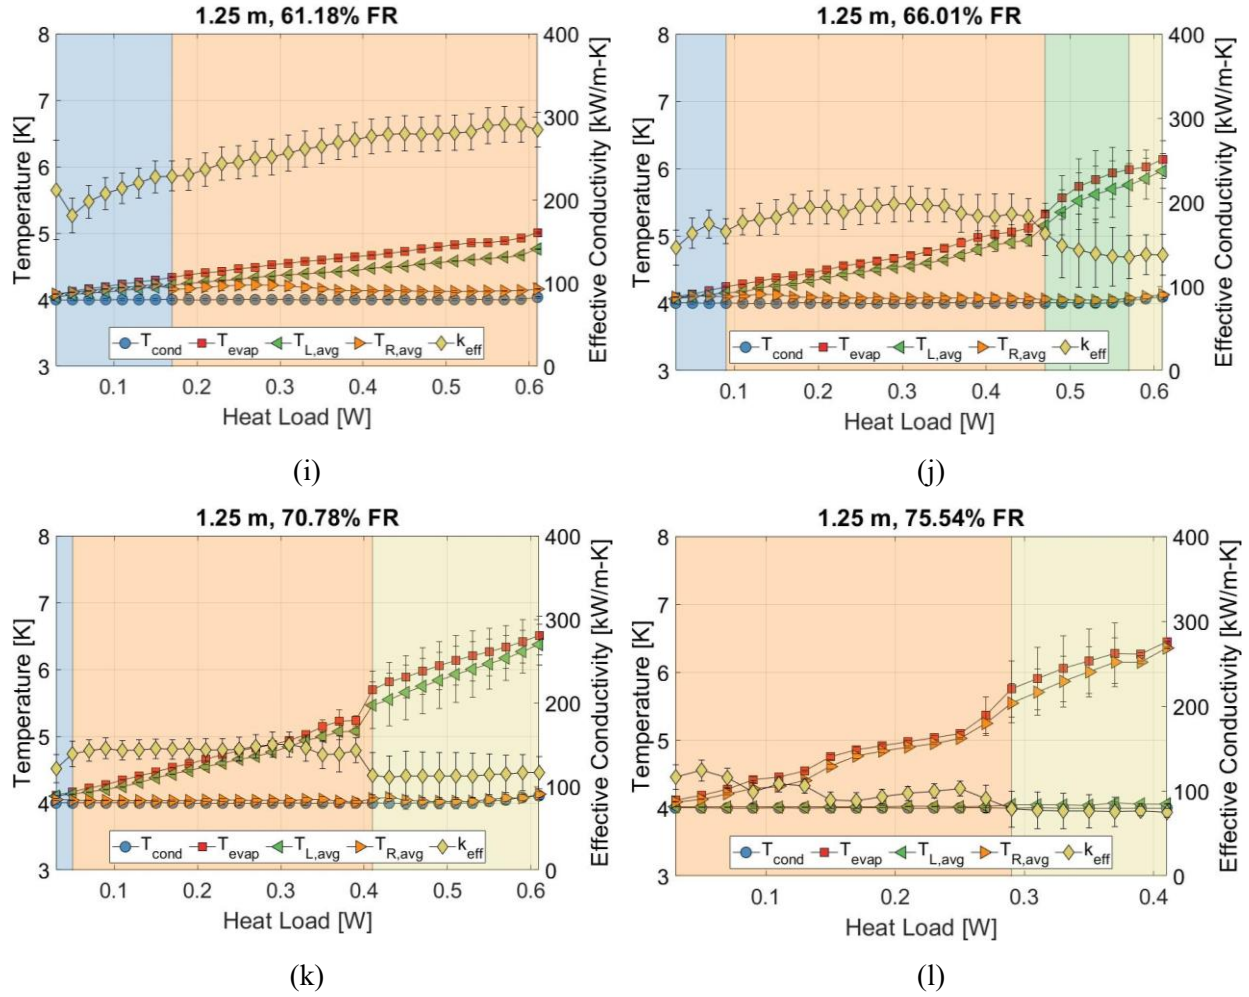 1.25 m, 61.18% FR
8
7
6
5
4
3
Temperature [K]
400
300
200
100
0
Effective Conductivity [kW/m-K]
T_cond T_evap T_L,avg T_R,avg k_eff
0.1 0.2 0.3 0.4 0.5 0.6
Heat Load [W]
(i)
1.25 m, 66.01% FR
8
7
6
5
4
3
Temperature [K]
400
300
200
100
0
Effective Conductivity [kW/m-K]
T_cond T_evap T_L,avg T_R,avg k_eff
0.1 0.2 0.3 0.4 0.5 0.6
Heat Load [W]
(j)
1.25 m, 70.78% FR
8
7
6
5
4
3
Temperature [K]
400
300
200
100
0
Effective Conductivity [kW/m-K]
T_cond T_evap T_L,avg T_R,avg k_eff
0.1 0.2 0.3 0.4 0.5 0.6
Heat Load [W]
(k)
1.25 m, 75.54% FR
8
7
6
5
4
3
Temperature [K]
400
300
200
100
0
Effective Conductivity [kW/m-K]
T_cond T_evap T_L,avg T_R,avg k_eff
0.1 0.2 0.3 0.4
Heat Load [W]
(l)